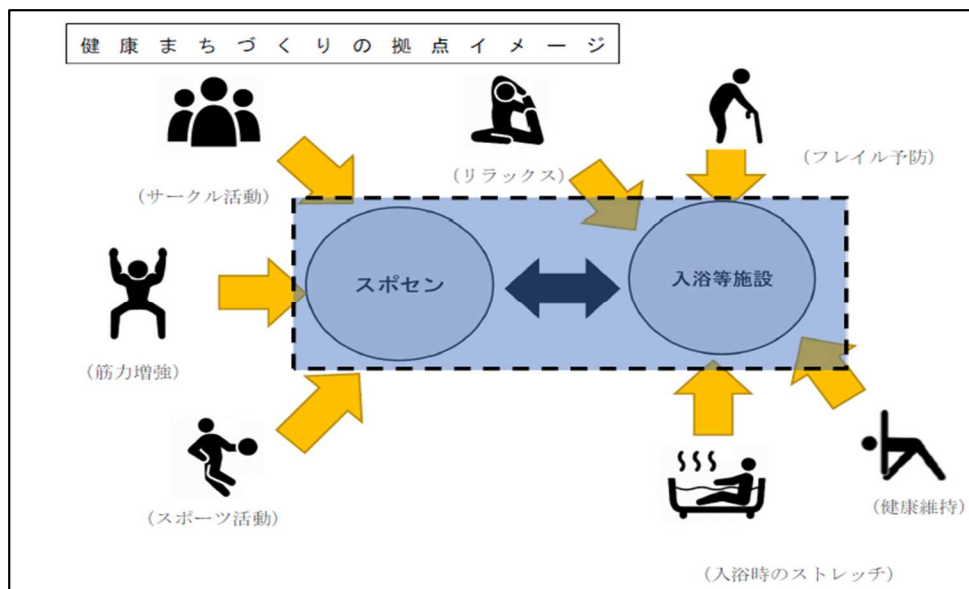 健康まちづくりの拠点イメージ
(サークル活動)
(リラックス)
(フレイル予防)
スポセン
入浴等施設
(筋力増強)
(スポーツ活動)
(健康維持)
(入浴時のストレッチ)